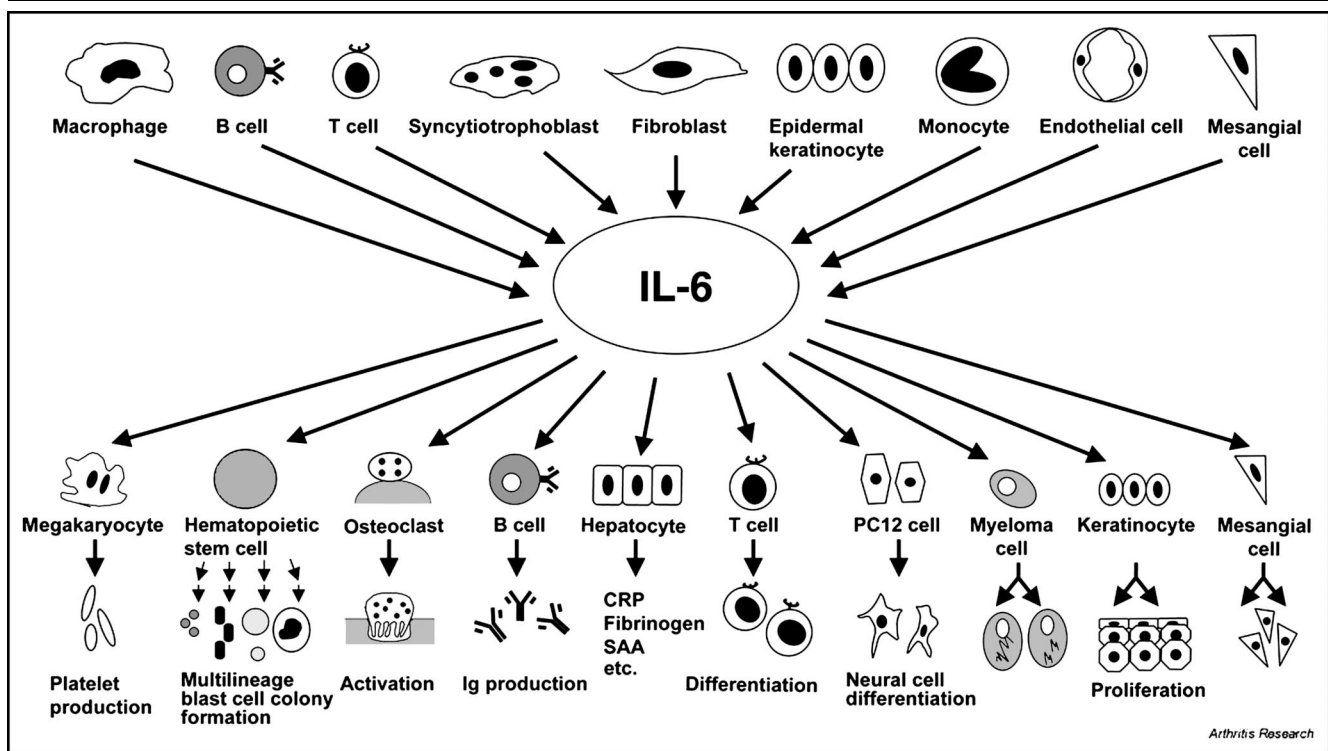 Macrophage
B cell
T cell
Syncytiotrophoblast
Fibroblast
Epidermal
keratinocyte
Monocyte
Endothelial cell
Mesangial
cell
IL-6
Megakaryocyte
Hematopoietic
stem cell
Osteoclast
B cell
Hepatocyte
T cell
PC12 cell
Myeloma
cell
Keratinocyte
Mesangial
cell
Platelet
production
Multilineage
blast cell colony
formation
Activation
Ig production
CRP
Fibrinogen
SAA
etc.
Differentiation
Neural cell
differentiation
Proliferation
Arthritis Research